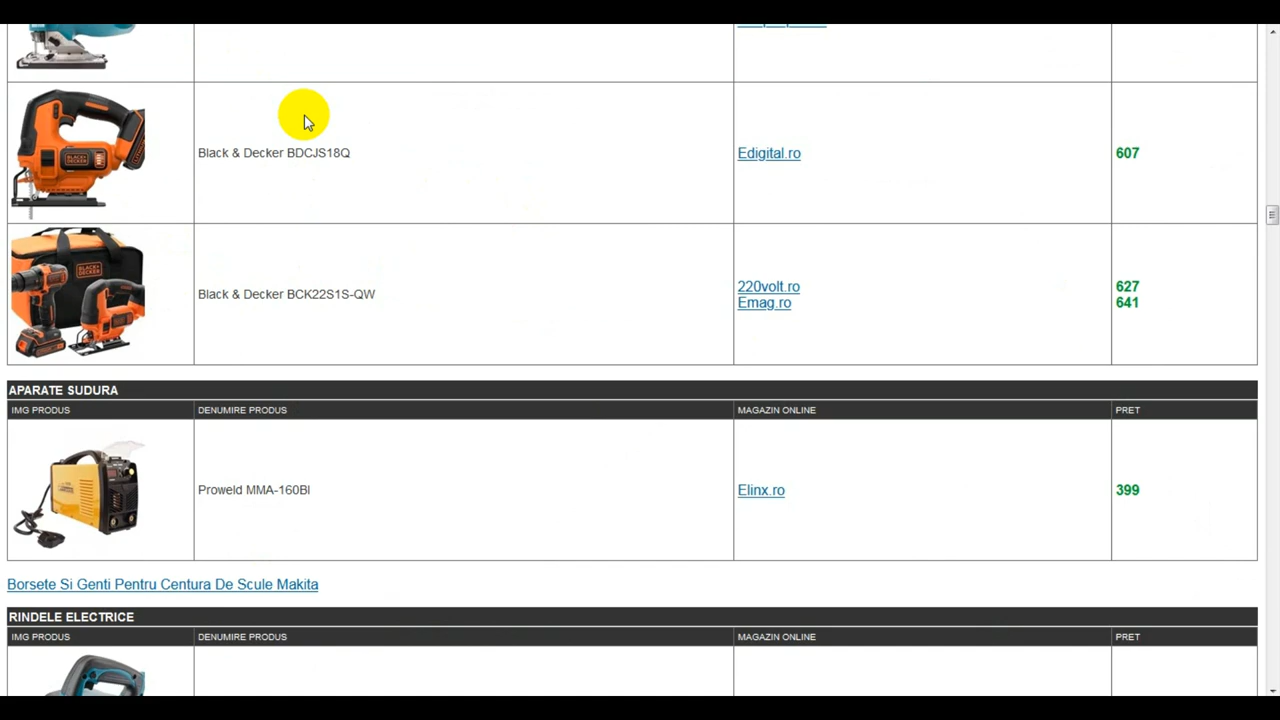 Black & Decker BDCJS18Q
Edigital.ro
607
BLACK+DECKER
Black & Decker BCK22S1S-QW
220volt.ro
627
Emag.ro
641
APARATE SUDURA
IMG PRODUS
DENUMIRE PRODUS
MAGAZIN ONLINE
PRET
Proweld MMA-160BI
Elinx.ro
399
Borsete Si Genti Pentru Centura De Scule Makita
RINDELE ELECTRICE
IMG PRODUS
DENUMIRE PRODUS
MAGAZIN ONLINE
PRET